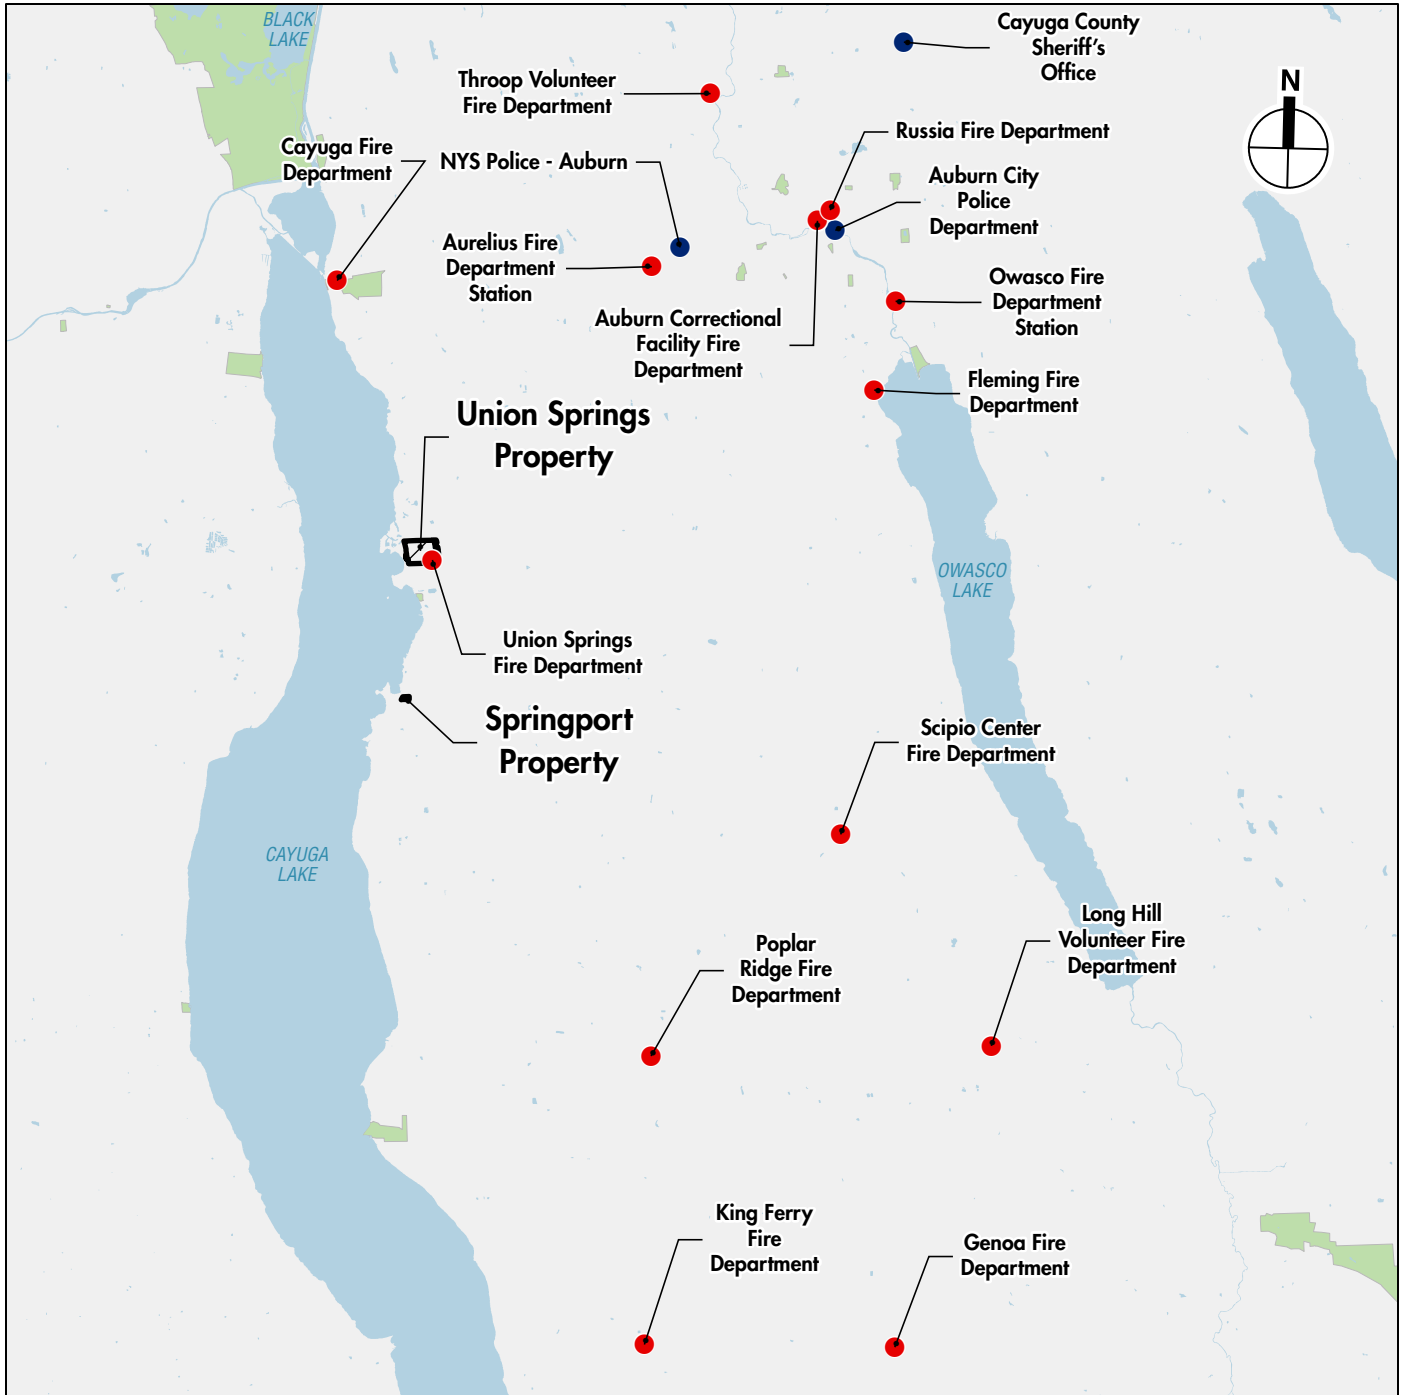 BLACK
LAKE
Cayuga County
Sheriff's
Office
Throop Volunteer
Fire Department
N
Russia Fire Department
Cayuga Fire
Department
NYS Police - Auburn
Auburn City
Police
Department
Aurelius Fire
Department
Station
Owasco Fire
Department
Station
Auburn Correctional
Facility Fire
Department
Fleming Fire
Department
Union Springs
Property
OWASCO
LAKE
Union Springs
Fire Department
Springport
Property
Scipio Center
Fire Department
CAYUGA
LAKE
Long Hill
Volunteer Fire
Department
Poplar
Ridge Fire
Department
King Ferry
Fire
Department
Genoa Fire
Department